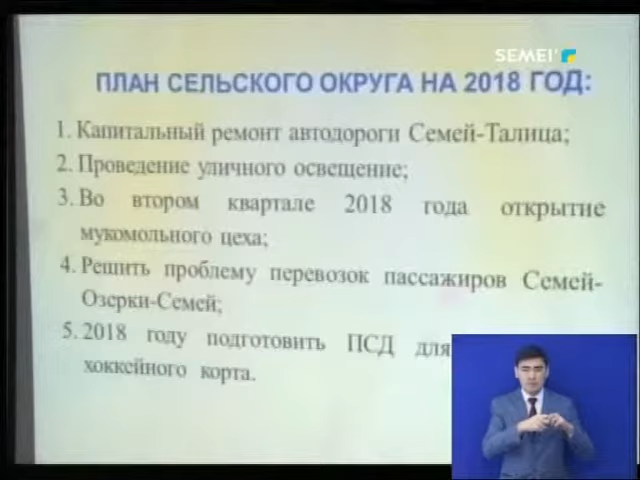 SEMEI'
ПЛАН СЕЛЬСКОГО ОКРУГА НА 2018 ГОД:
1. Капитальный ремонт автодороги Семей-Талица;
2. Проведение уличного освещение;
3. Во втором квартале 2018 года открытие
мукомольного цеха;
4. Решить проблему перевозок пассажиров Семей-
Озерки-Семей;
5. 2018 году подготовить ПСД для
хоккейного корта.